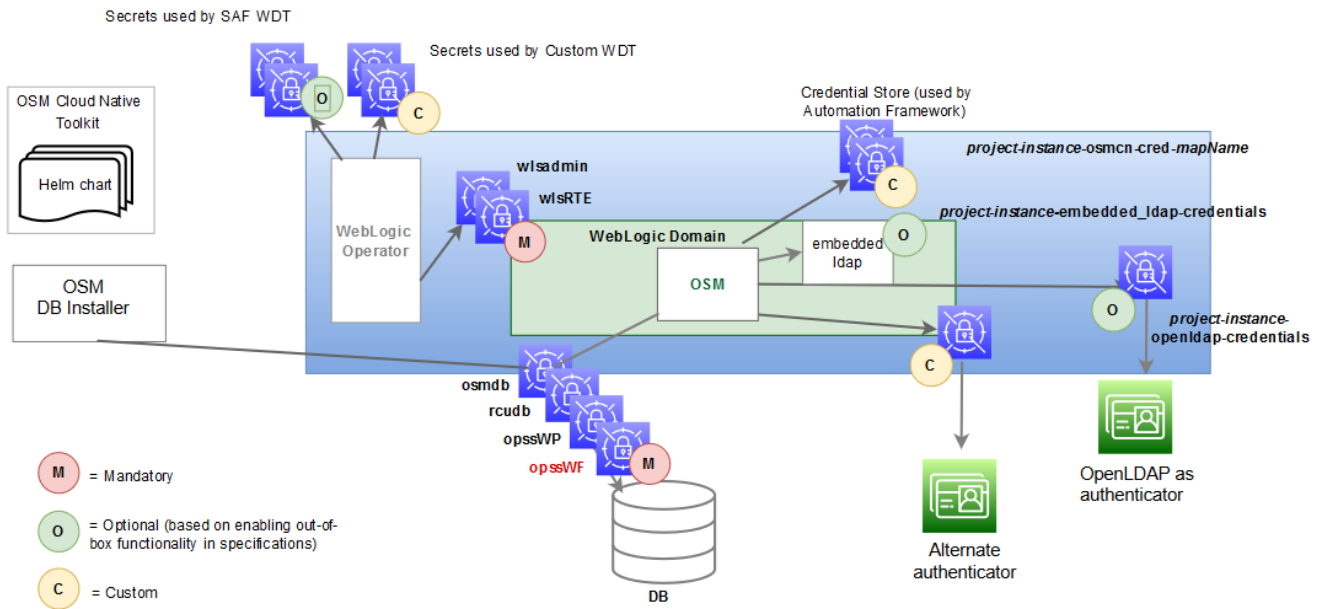 Secrets used by SAF WDT
Secrets used by Custom WDT
OSM Cloud Native
Toolkit
Helm chart
O
C
Credential Store (used by
Automation Framework)
project-instance-osmcn-cred-mapName
C
wlsadmin
wlsRTE
M
WebLogic
Operator
project-instance-embedded_ldap-credentials
WebLogic Domain
O
embedded
ldap
OSM
OSM
DB Installer
O
project-instance-
openldap-credentials
C
osmdb
rcudb
opssWP
opssWF
M
M
= Mandatory
O
= Optional (based on enabling out-of-
box functionality in specifications)
C
= Custom
DB
Alternate
authenticator
OpenLDAP as
authenticator